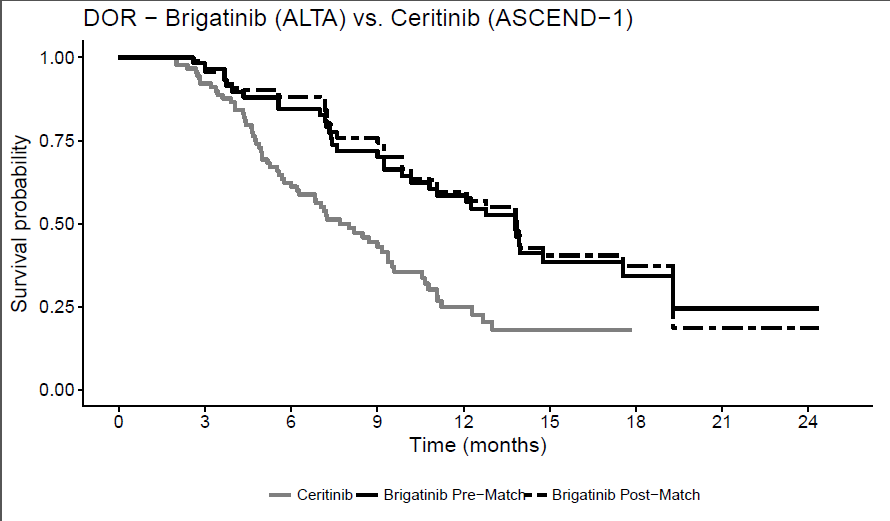 DOR − Brigatinib (ALTA) vs. Ceritinib (ASCEND−1)
Survival probability
1.00
0.75
0.50
0.25
0.00
0 3 6 9 12 15 18 21 24
Time (months)
Ceritinib Brigatinib Pre−Match Brigatinib Post−Match